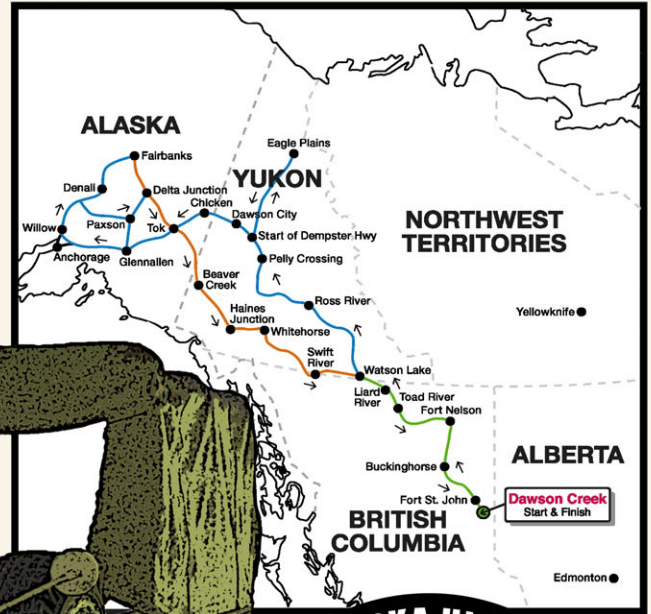 Eagle Plains
ALASKA
Fairbanks
YUKON
Denali
Delta Junction
Chicken
Willow
Paxson
Tok
Dawson City
Start of Dempster Hwy
NORTHWEST
TERRITORIES
Anchorage
Glennallen
Pelly Crossing
Beaver
Creek
Ross River
Yellowknife
Haines
Junction
Whitehorse
Swift
River
Watson Lake
Liard
River
Toad River
Fort Nelson
ALBERTA
Buckinghorse
Fort St. John
Dawson Creek
Start & Finish
BRITISH
COLUMBIA
Edmonton